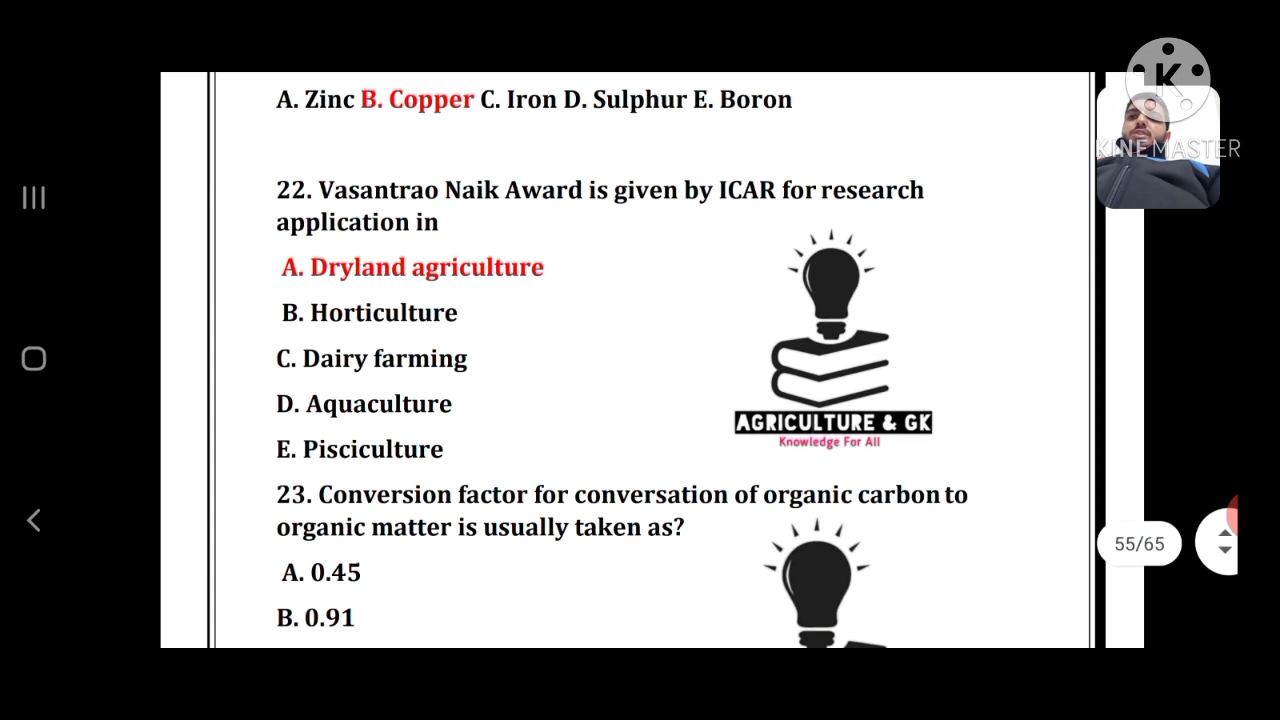 A. Zinc B. Copper C. Iron D. Sulphur E. Boron
22. Vasantrao Naik Award is given by ICAR for research
application in
A. Dryland agriculture
B. Horticulture
C. Dairy farming
D. Aquaculture
E. Pisciculture
AGRICULTURE & GK
Knowledge For All
23. Conversion factor for conversation of organic carbon to
organic matter is usually taken as?
A. 0.45
B. 0.91
K
KINEMASTER
55/65